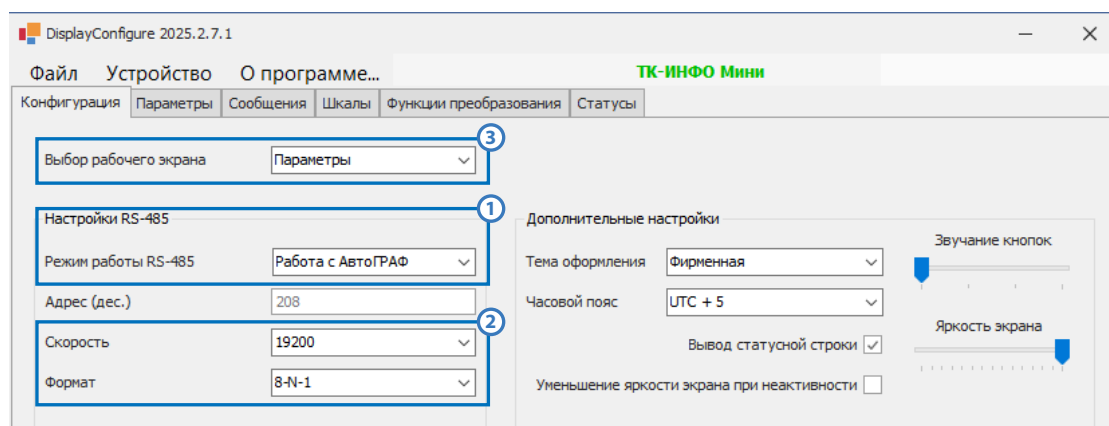 DisplayConfigure 2025.2.7.1
Файл Устройство О программе... ТК-ИНФО Мини
Конфигурация Параметры Сообщения Шкалы Функции преобразования Статусы
3
Выбор рабочего экрана Параметры
1
Настройки RS-485 Дополнительные настройки
Звучание кнопок
Режим работы RS-485 Работа с АвтоГРАФ Тема оформления Фирменная
Адрес (дес.) 208 Часовой пояс UTC + 5
2
Яркость экрана
Скорость 19200 Вывод статусной строки
Формат 8-N-1 Уменьшение яркости экрана при неактивности